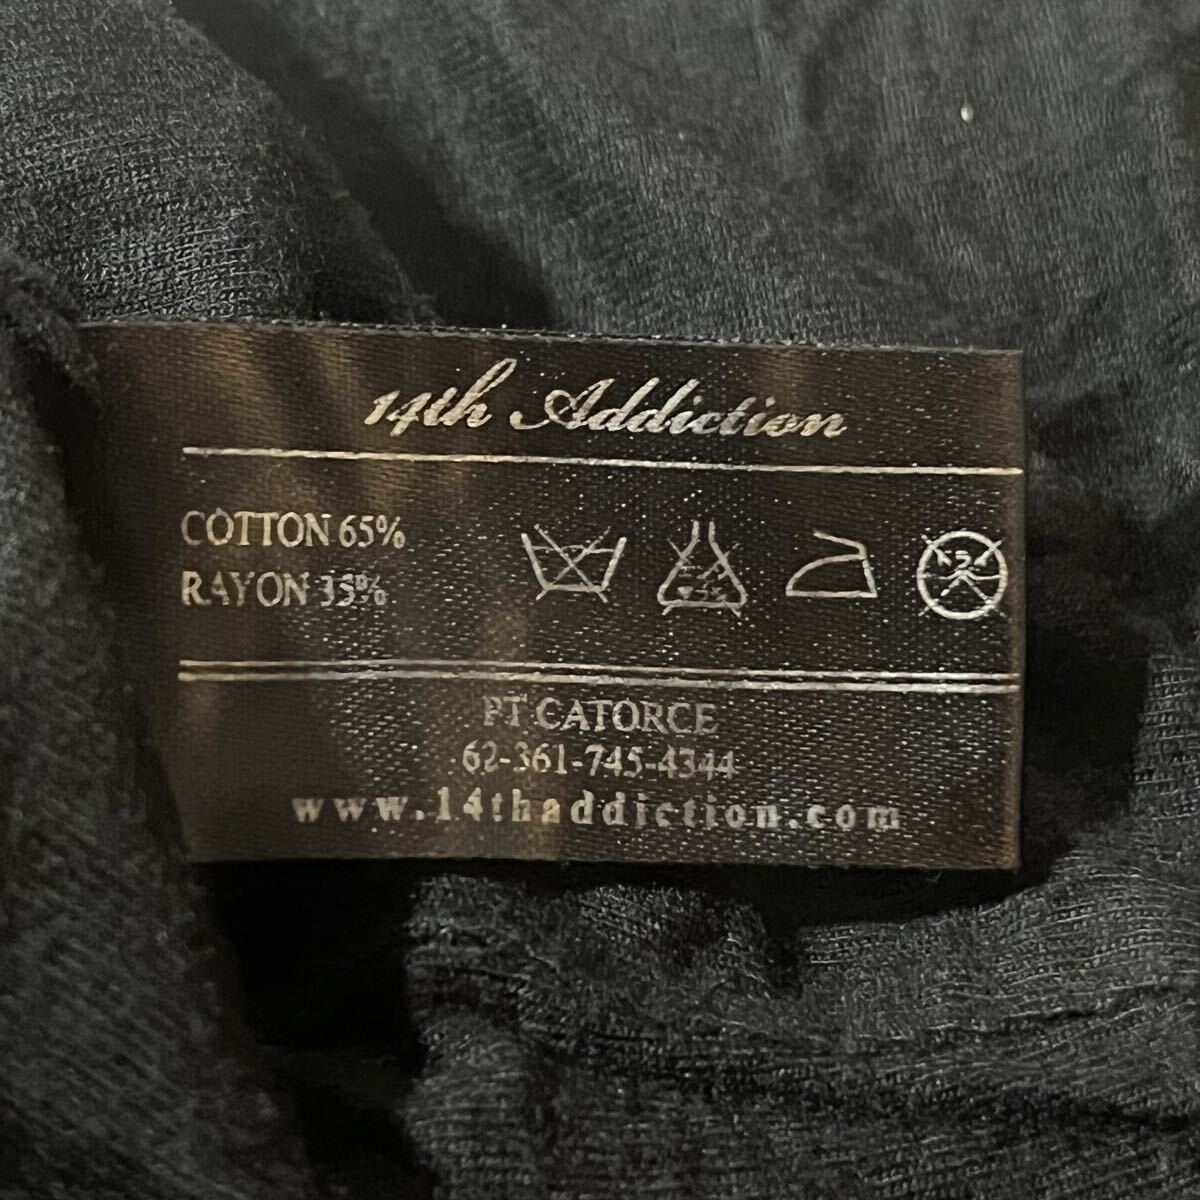 14th Addiction
COTTON 65%
RAYON 35%
PT CATORCE
62-361-745-4344
www.14thaddiction.com